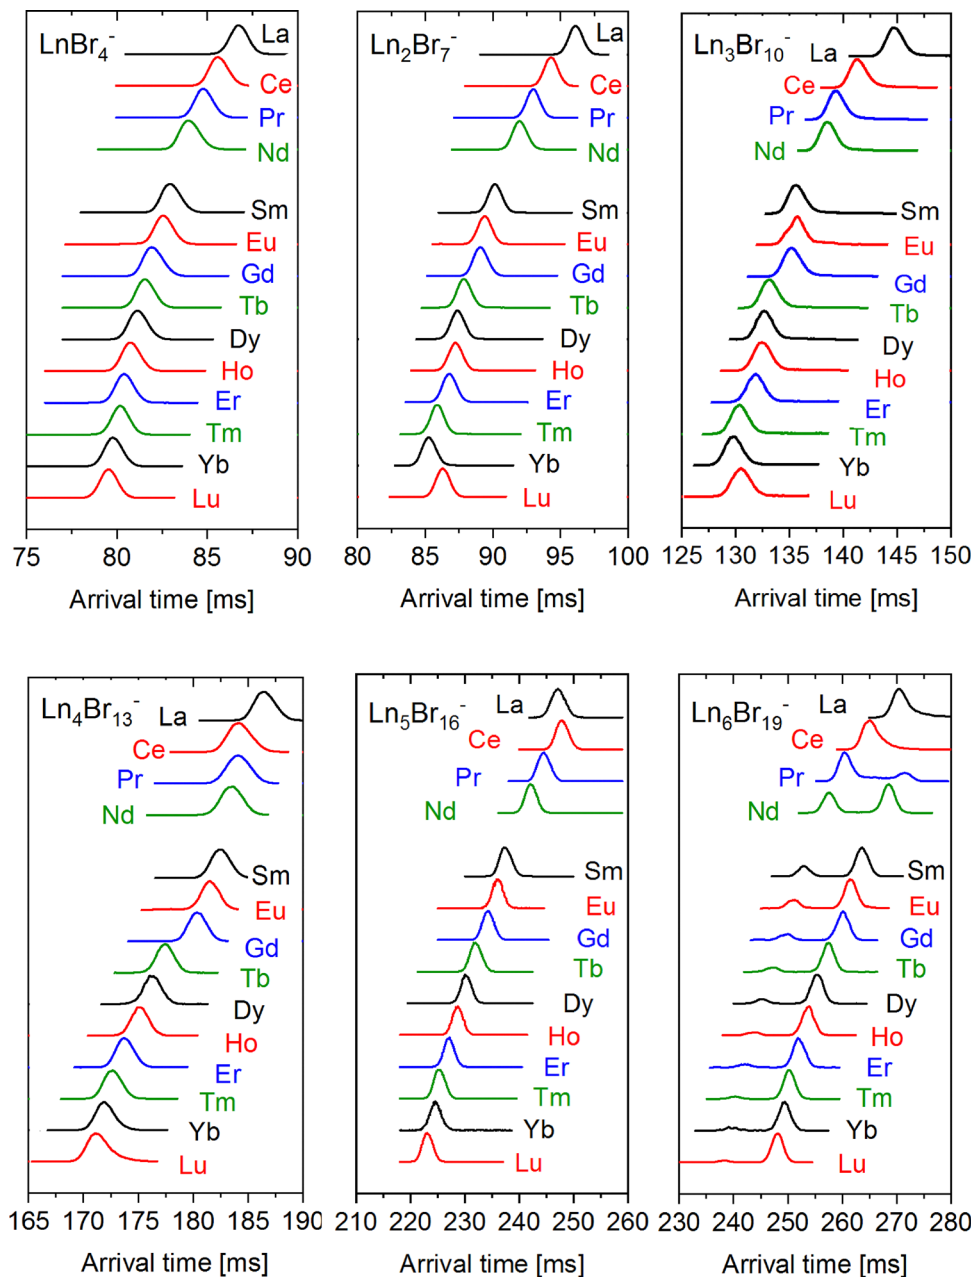 LnBr4-
La
Ce
Pr
Nd
Sm
Eu
Gd
Tb
Dy
Ho
Er
Tm
Yb
Lu
75 80 85 90
Arrival time [ms]
Ln2Br7-
La
Ce
Pr
Nd
Sm
Eu
Gd
Tb
Dy
Ho
Er
Tm
Yb
Lu
80 85 90 95 100
Arrival time [ms]
Ln3Br10-
La
Ce
Pr
Nd
Sm
Eu
Gd
Tb
Dy
Ho
Er
Tm
Yb
Lu
125 130 135 140 145 150
Arrival time [ms]
Ln4Br13-
La
Ce
Pr
Nd
Sm
Eu
Gd
Tb
Dy
Ho
Er
Tm
Yb
Lu
165 170 175 180 185 190
Arrival time [ms]
Ln5Br16-
La
Ce
Pr
Nd
Sm
Eu
Gd
Tb
Dy
Ho
Er
Tm
Yb
Lu
210 220 230 240 250 260
Arrival time [ms]
Ln6Br19-
La
Ce
Pr
Nd
Sm
Eu
Gd
Tb
Dy
Ho
Er
Tm
Yb
Lu
230 240 250 260 270 280
Arrival time [ms]